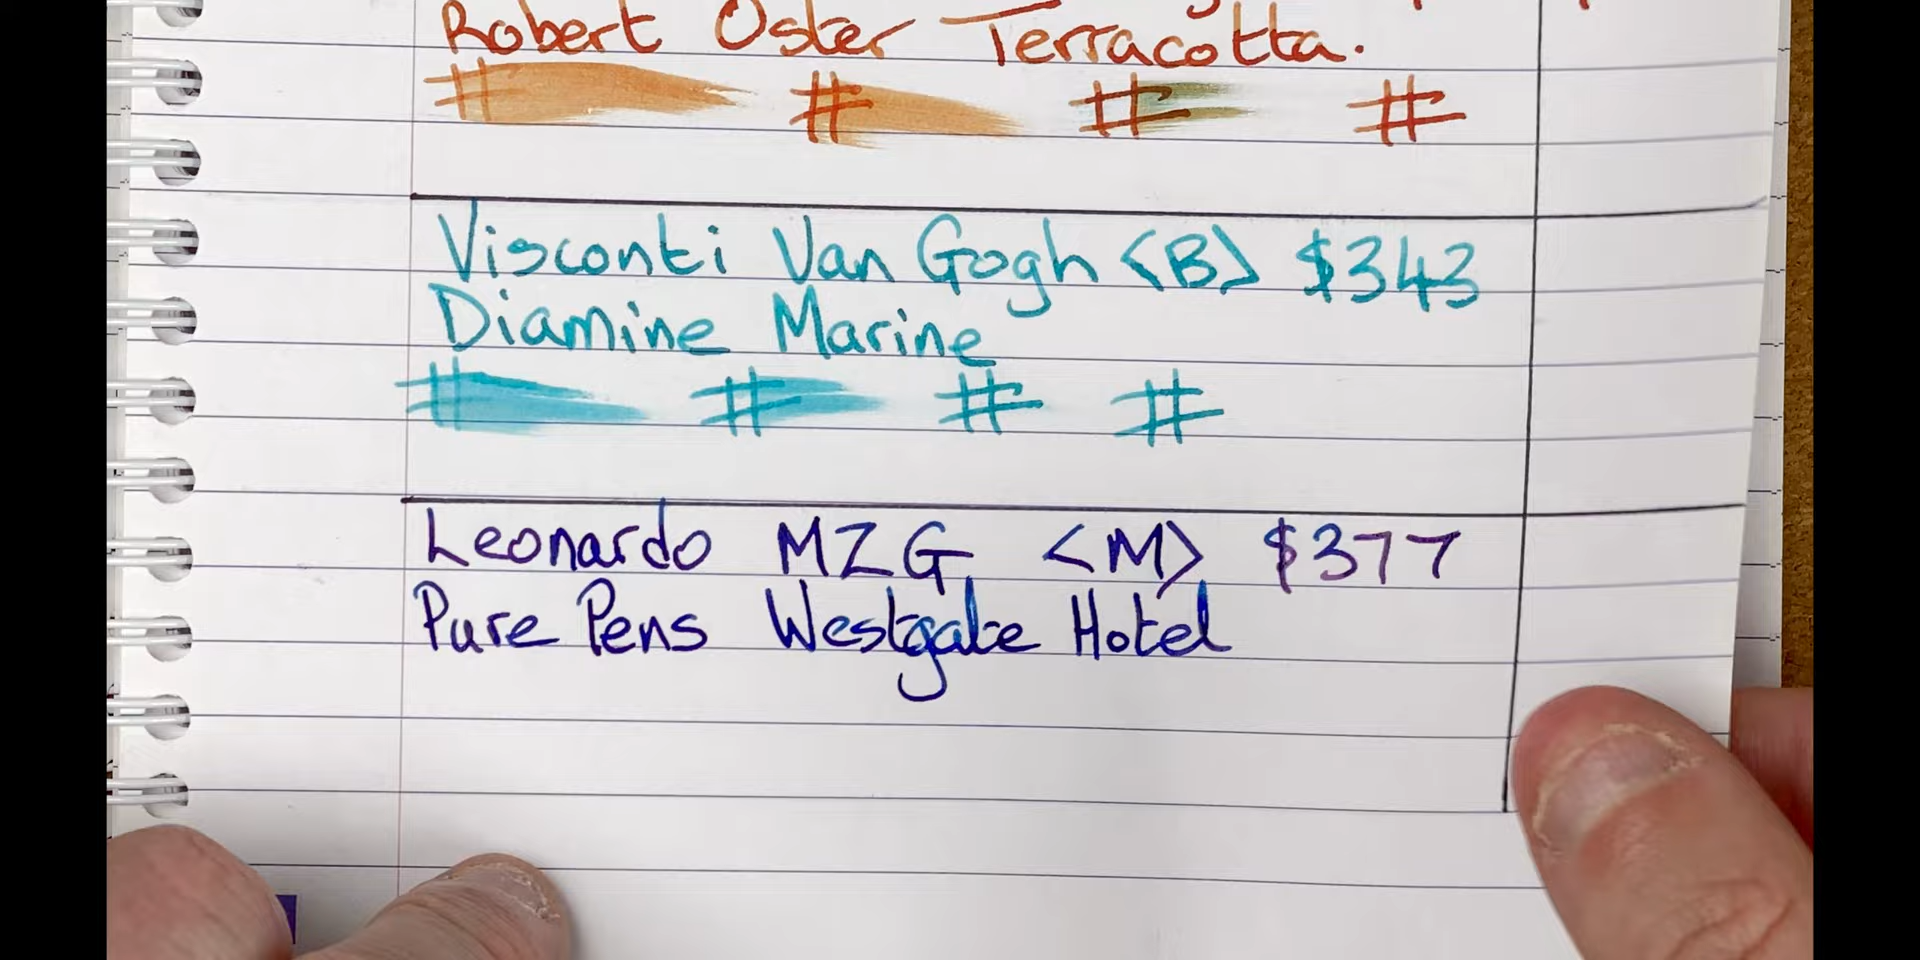 Robert Oster Terracotta.
# # # #
Visconti Van Gogh <B> $343
Diamine Marine
# # # #
Leonardo MZG <M> $377
Pure Pens Westgate Hotel